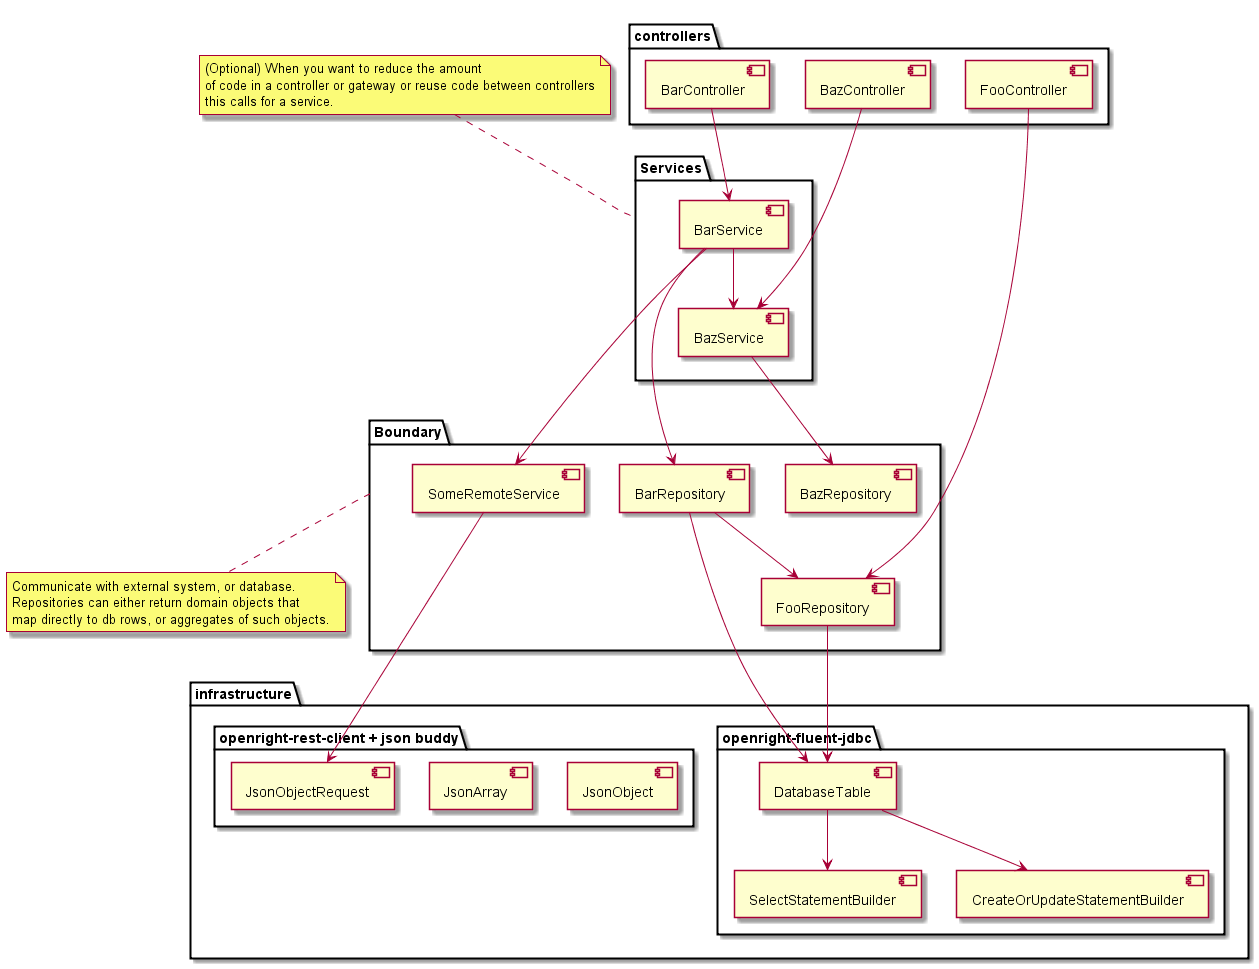 controllers
BarController
BazController
FooController
(Optional) When you want to reduce the amount
of code in a controller or gateway or reuse code between controllers
this calls for a service.
Services
BarService
BazService
Boundary
SomeRemoteService
BarRepository
BazRepository
FooRepository
Communicate with external system, or database.
Repositories can either return domain objects that
map directly to db rows, or aggregates of such objects.
infrastructure
openright-rest-client + json buddy
JsonObjectRequest
JsonArray
JsonObject
openright-fluent-jdbc
DatabaseTable
SelectStatementBuilder
CreateOrUpdateStatementBuilder